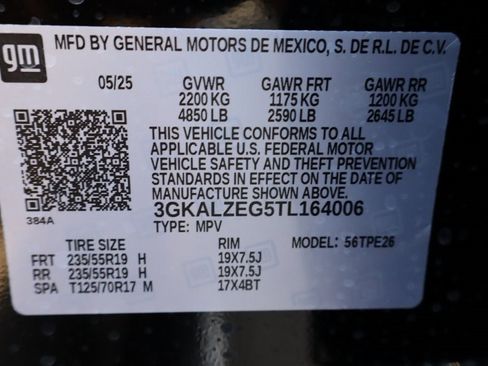 gm
MFD BY GENERAL MOTORS DE MEXICO, S. DE R.L. DE C.V.
05/25 GVWR GAWR FRT GAWR RR
2200 KG 1175 KG 1200 KG
4850 LB 2590 LB 2645 LB
THIS VEHICLE CONFORMS TO ALL
APPLICABLE U.S. FEDERAL MOTOR
VEHICLE SAFETY AND THEFT PREVENTION
STANDARDS IN EFFECT ON THE DATE OF
MANUFACTURE SHOWN ABOVE.
384A
3GKALZEG5TL164006
TYPE: MPV
MODEL: 56TPE26
TIRE SIZE RIM
FRT 235/55R19 H 19X7.5J
RR 235/55R19 H 19X7.5J
SPA T125/70R17 M 17X4BT